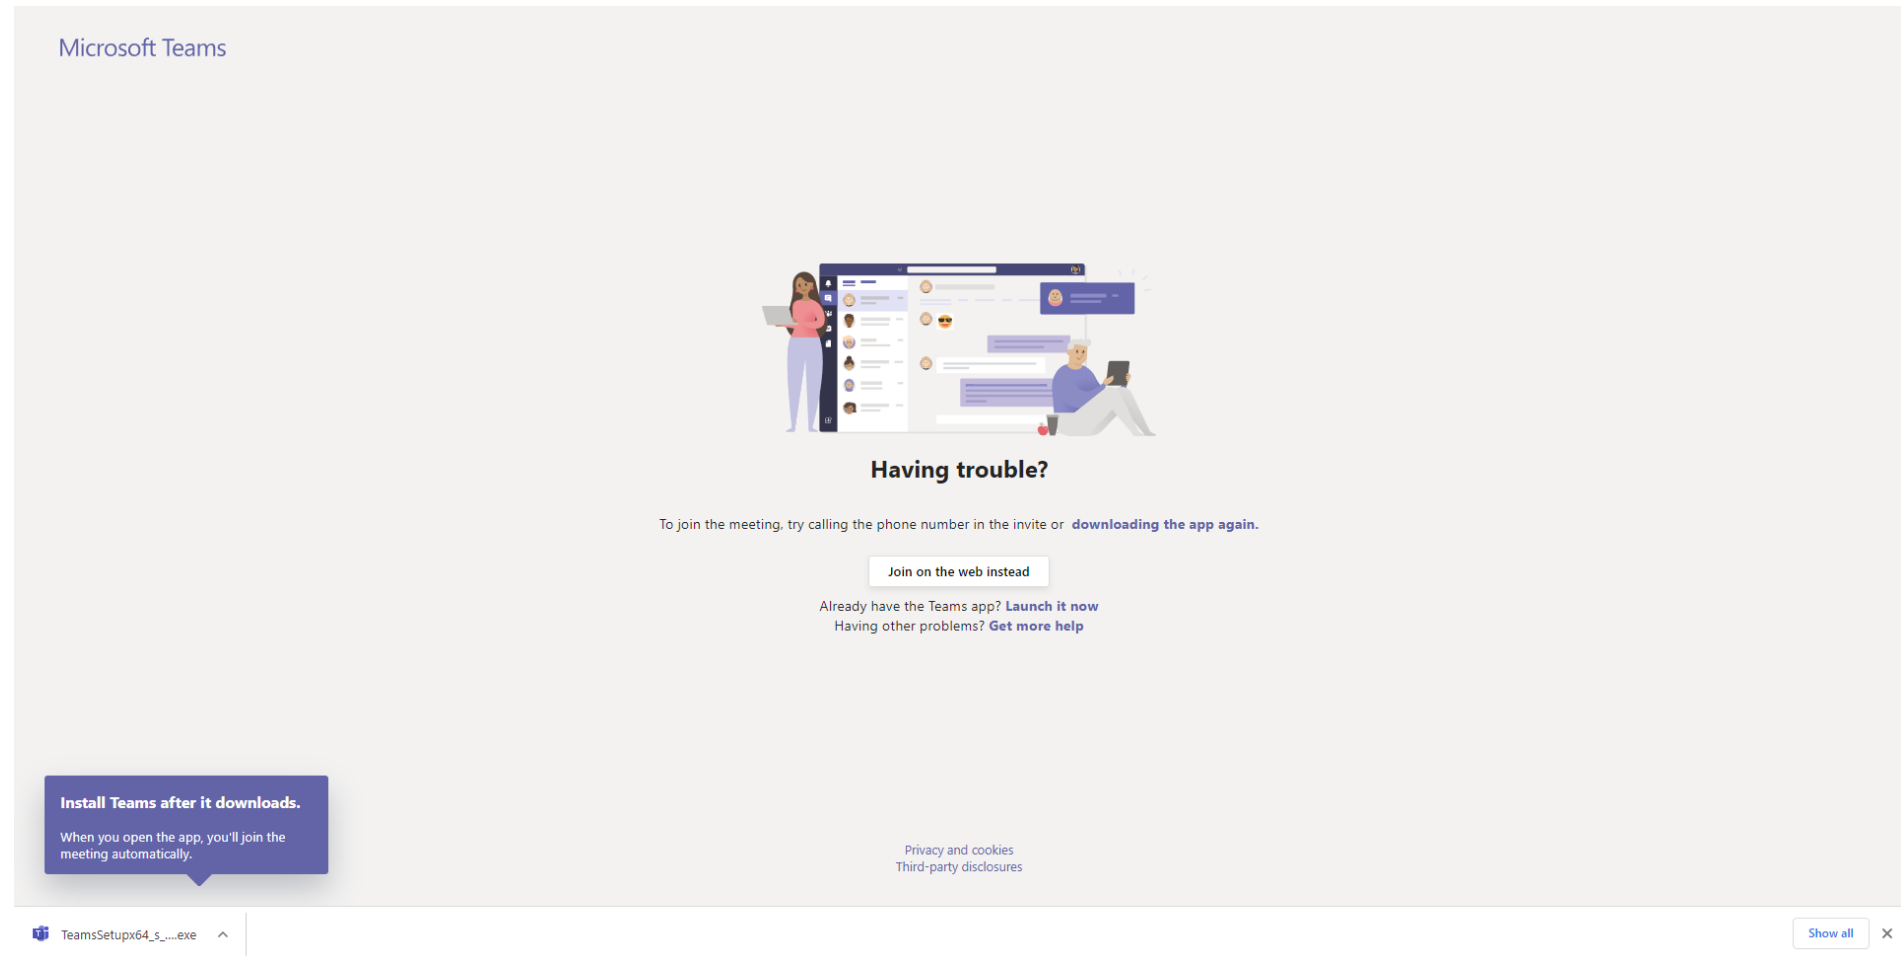 Microsoft Teams
Having trouble?
To join the meeting, try calling the phone number in the invite or downloading the app again.
Join on the web instead
Already have the Teams app? Launch it now
Having other problems? Get more help
Install Teams after it downloads.
When you open the app, you'll join the
meeting automatically.
Privacy and cookies
Third-party disclosures
TeamsSetupx64_s_....exe
Show all